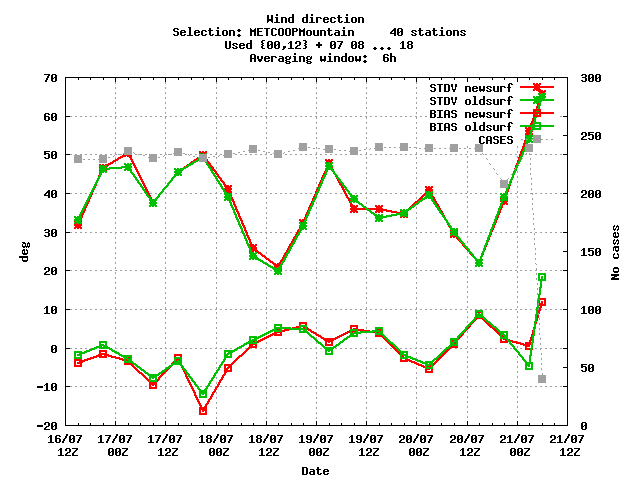 Wind direction
Selection: METCOOPMountain 40 stations
Used {00,12} + 07 08 ... 18
Averaging window: 6h
STDV newsurf
STDV oldsurf
BIAS newsurf
BIAS oldsurf
CASES
70
60
50
40
30
20
10
0
-10
-20
deg
300
250
200
150
100
50
0
No cases
16/07 17/07 17/07 18/07 18/07 19/07 19/07 20/07 20/07 21/07 21/07
12Z 00Z 12Z 00Z 12Z 00Z 12Z 00Z 12Z 00Z 12Z
Date